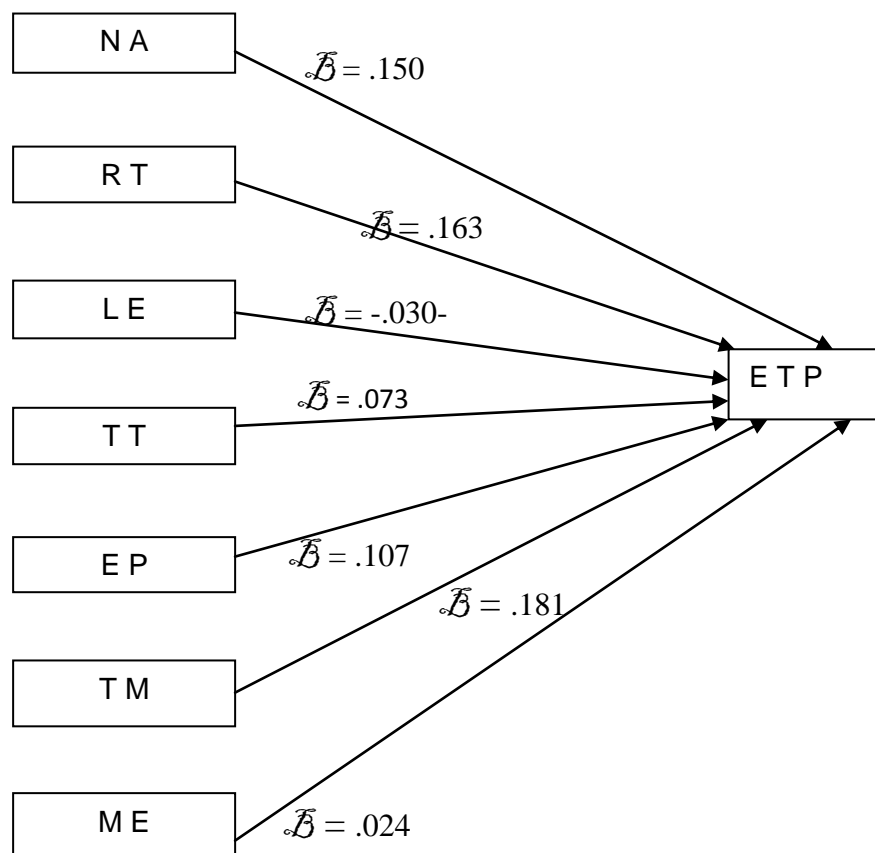 N A
ℬ = .150
R T
ℬ = .163
L E
ℬ = -.030-
E T P
T T
ℬ = .073
E P
ℬ = .107
ℬ = .181
T M
M E
ℬ = .024